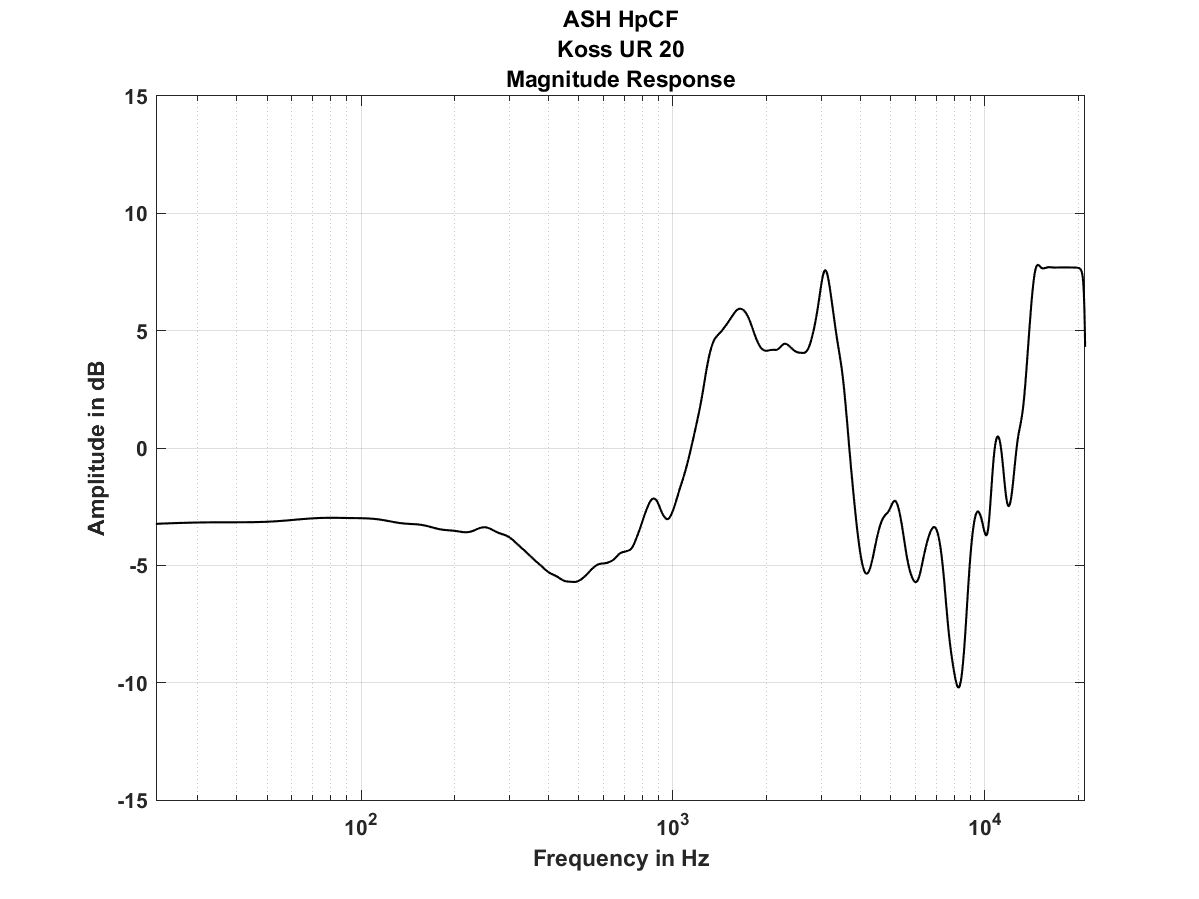 ASH HpCF
Koss UR 20
Magnitude Response
15
10
5
0
-5
-10
-15
Amplitude in dB
10²
10³
10⁴
Frequency in Hz